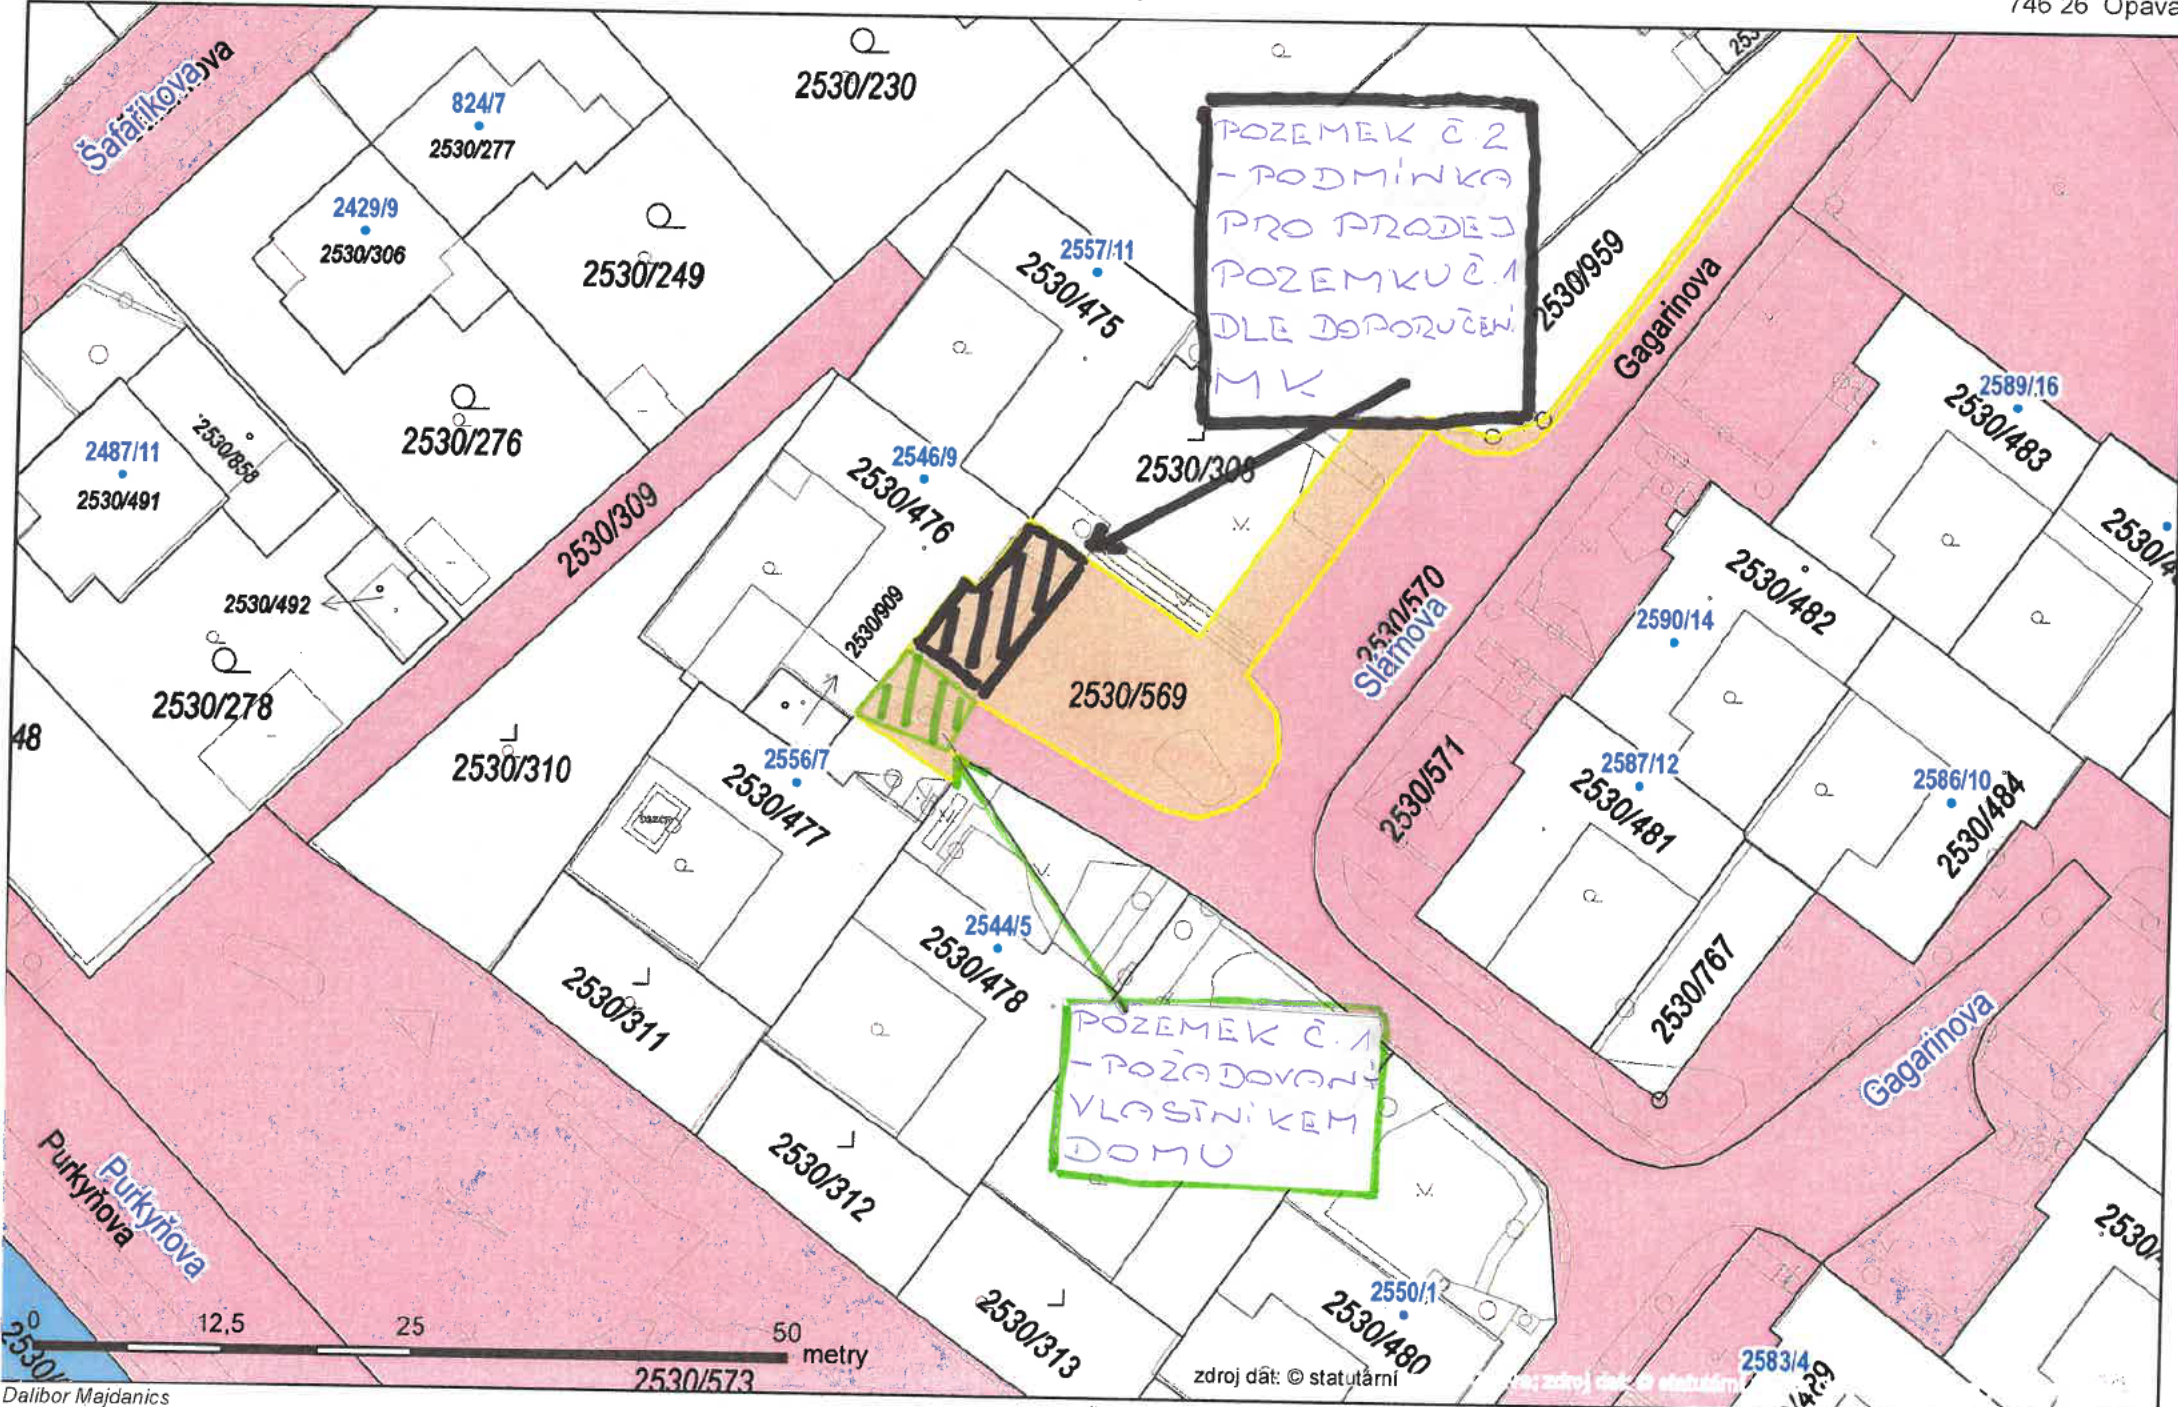 746 26 Opava
Šafaříkova
2530/230
824/7
2530/277
2429/9
2530/306
2530/249
2557/11
2530/475
POZEMEK Č.2
- PODMÍNKA
PRO PRODEJ
POZEMKU Č.1
DLE DOPORUČENÍ
MK
2530/959
Gagarinova
2589/16
2530/483
2487/11
2530/491
2530/858
2530/276
2546/9
2530/476
2530/308
2530/309
2530/492
2530/909
2530/570
Slámova
2590/14
2530/482
2530/278
48
2530/310
2530/569
2556/7
2530/477
bazén
2530/571
2587/12
2530/481
2586/10
2530/484
2544/5
2530/478
2530/311
2530/767
Gagarinova
POZEMEK Č.1
- POŽADOVANÝ
VLASTNÍKEM
DOMU
Purkyňova
Purkyňova
2530/312
2530/313
2550/1
2530/480
2583/4
0 12,5 25 50 metry
2530/573
zdroj dat: © statutární
Dalibor Majdanics